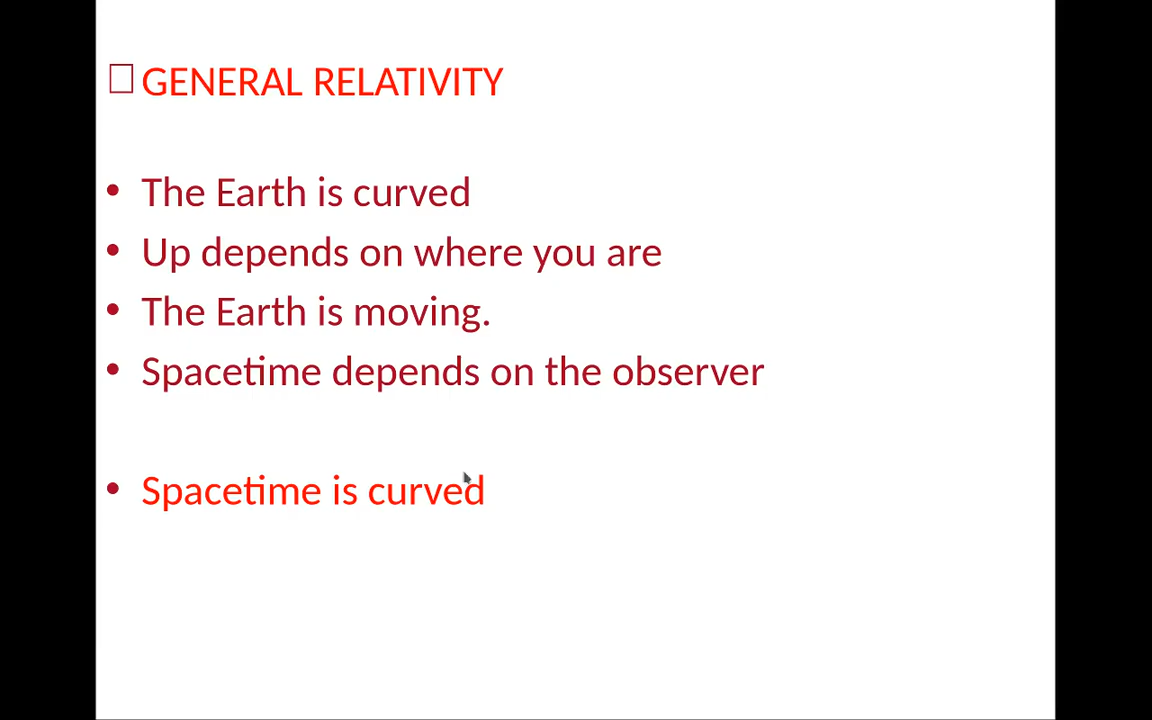 GENERAL RELATIVITY
• The Earth is curved
• Up depends on where you are
• The Earth is moving.
• Spacetime depends on the observer
• Spacetime is curved